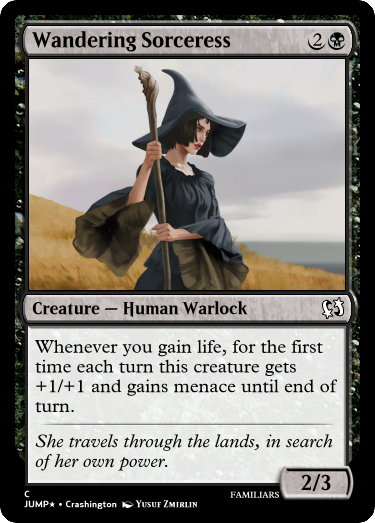 Wandering Sorceress 2
Creature — Human Warlock
Whenever you gain life, for the first
time each turn this creature gets
+1/+1 and gains menace until end of
turn.
She travels through the lands, in search
of her own power.
2/3
C
JUMP★ • Crashington Yusuf Zmirlin
FAMILIARS